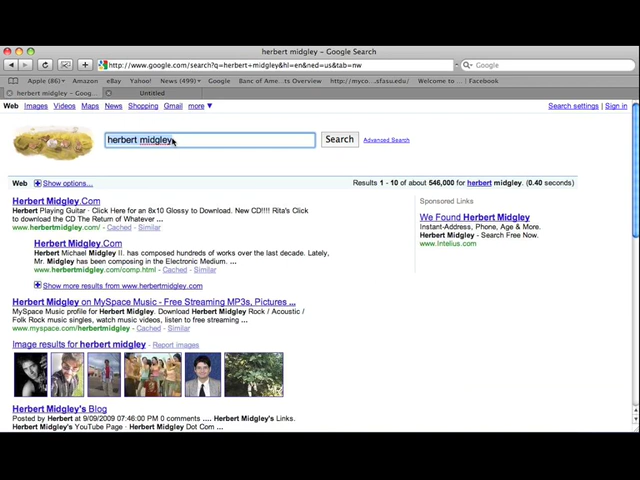 herbert midgley - Google Search
http://www.google.com/search?q=herbert+midgley&hl=en&ned=us&tab=nw
Google
Apple (86) Amazon eBay Yahoo! News (499) Google Banc of Amer...ts Overview http://myco....sfasu.edu/ Welcome to ... | Facebook
herbert midgley - Goog... Untitled
Web Images Videos Maps News Shopping Gmail more Search settings | Sign in
herbert midgley Search Advanced Search
Web Show options... Results 1 - 10 of about 546,000 for herbert midgley. (0.40 seconds)
Herbert Midgley.Com
Herbert Playing Guitar · Click Here for an 8x10 Glossy to Download. New CD!!!! Rita's Click
to download the CD The Return of Whatever ...
www.herbertmidgley.com/ - Cached - Similar
Herbert Midgley.Com
Herbert Michael Midgley II. has composed hundreds of works over the last decade. Lately,
Mr. Midgley has been composing in the Electronic Medium. ...
www.herbertmidgley.com/comp.html - Cached - Similar
Show more results from www.herbertmidgley.com
Herbert Midgley on MySpace Music - Free Streaming MP3s, Pictures ...
MySpace Music profile for Herbert Midgley. Download Herbert Midgley Rock / Acoustic /
Folk Rock music singles, watch music videos, listen to free streaming ...
www.myspace.com/herbertmidgley - Cached - Similar
Image results for herbert midgley - Report images
Herbert Midgley's Blog
Posted by Herbert at 9/09/2009 07:46:00 PM 0 comments .... Herbert Midgley's Links.
Herbert Midgley's YouTube Page · Herbert Midgley Dot Com ...
Sponsored Links
We Found Herbert Midgley
Instant-Address, Phone, Age & More.
Herbert Midgley - Search Free Now.
www.Intelius.com